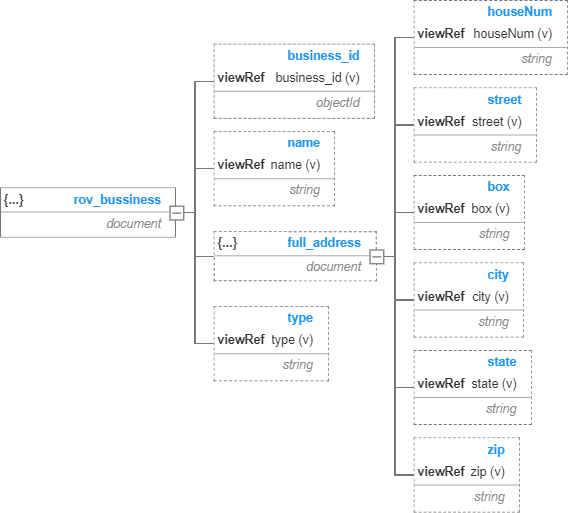 {...} rov_bussiness
document
business_id
viewRef business_id (v)
objectId
name
viewRef name (v)
string
{...} full_address
document
type
viewRef type (v)
string
houseNum
viewRef houseNum (v)
string
street
viewRef street (v)
string
box
viewRef box (v)
string
city
viewRef city (v)
string
state
viewRef state (v)
string
zip
viewRef zip (v)
string